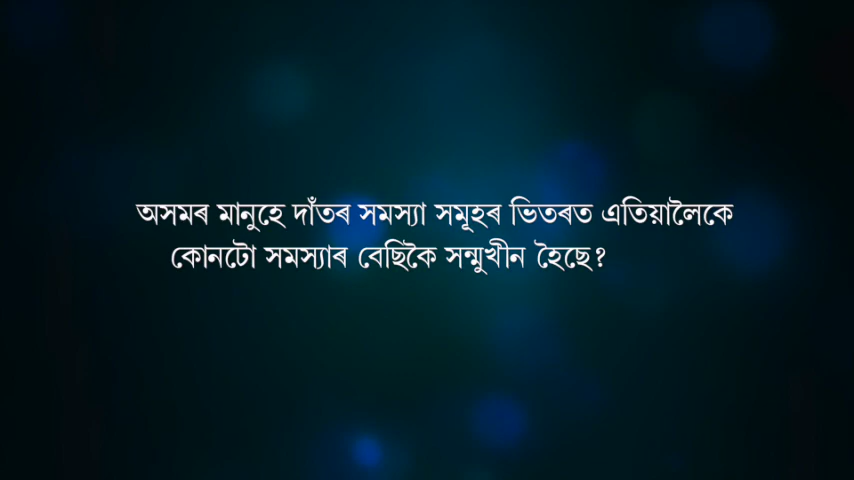 অসমৰ মানুহে দাঁতৰ সমস্যা সমূহৰ ভিতৰত এতিয়ালৈকে
কোনটো সমস্যাৰ বেছিকৈ সন্মুখীন হৈছে?